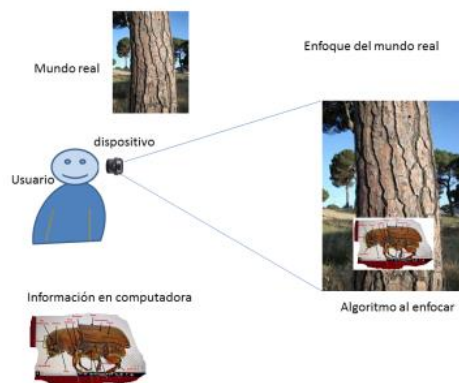 Mundo real
Enfoque del mundo real
dispositivo
Usuario
Información en computadora
Algoritmo al enfocar